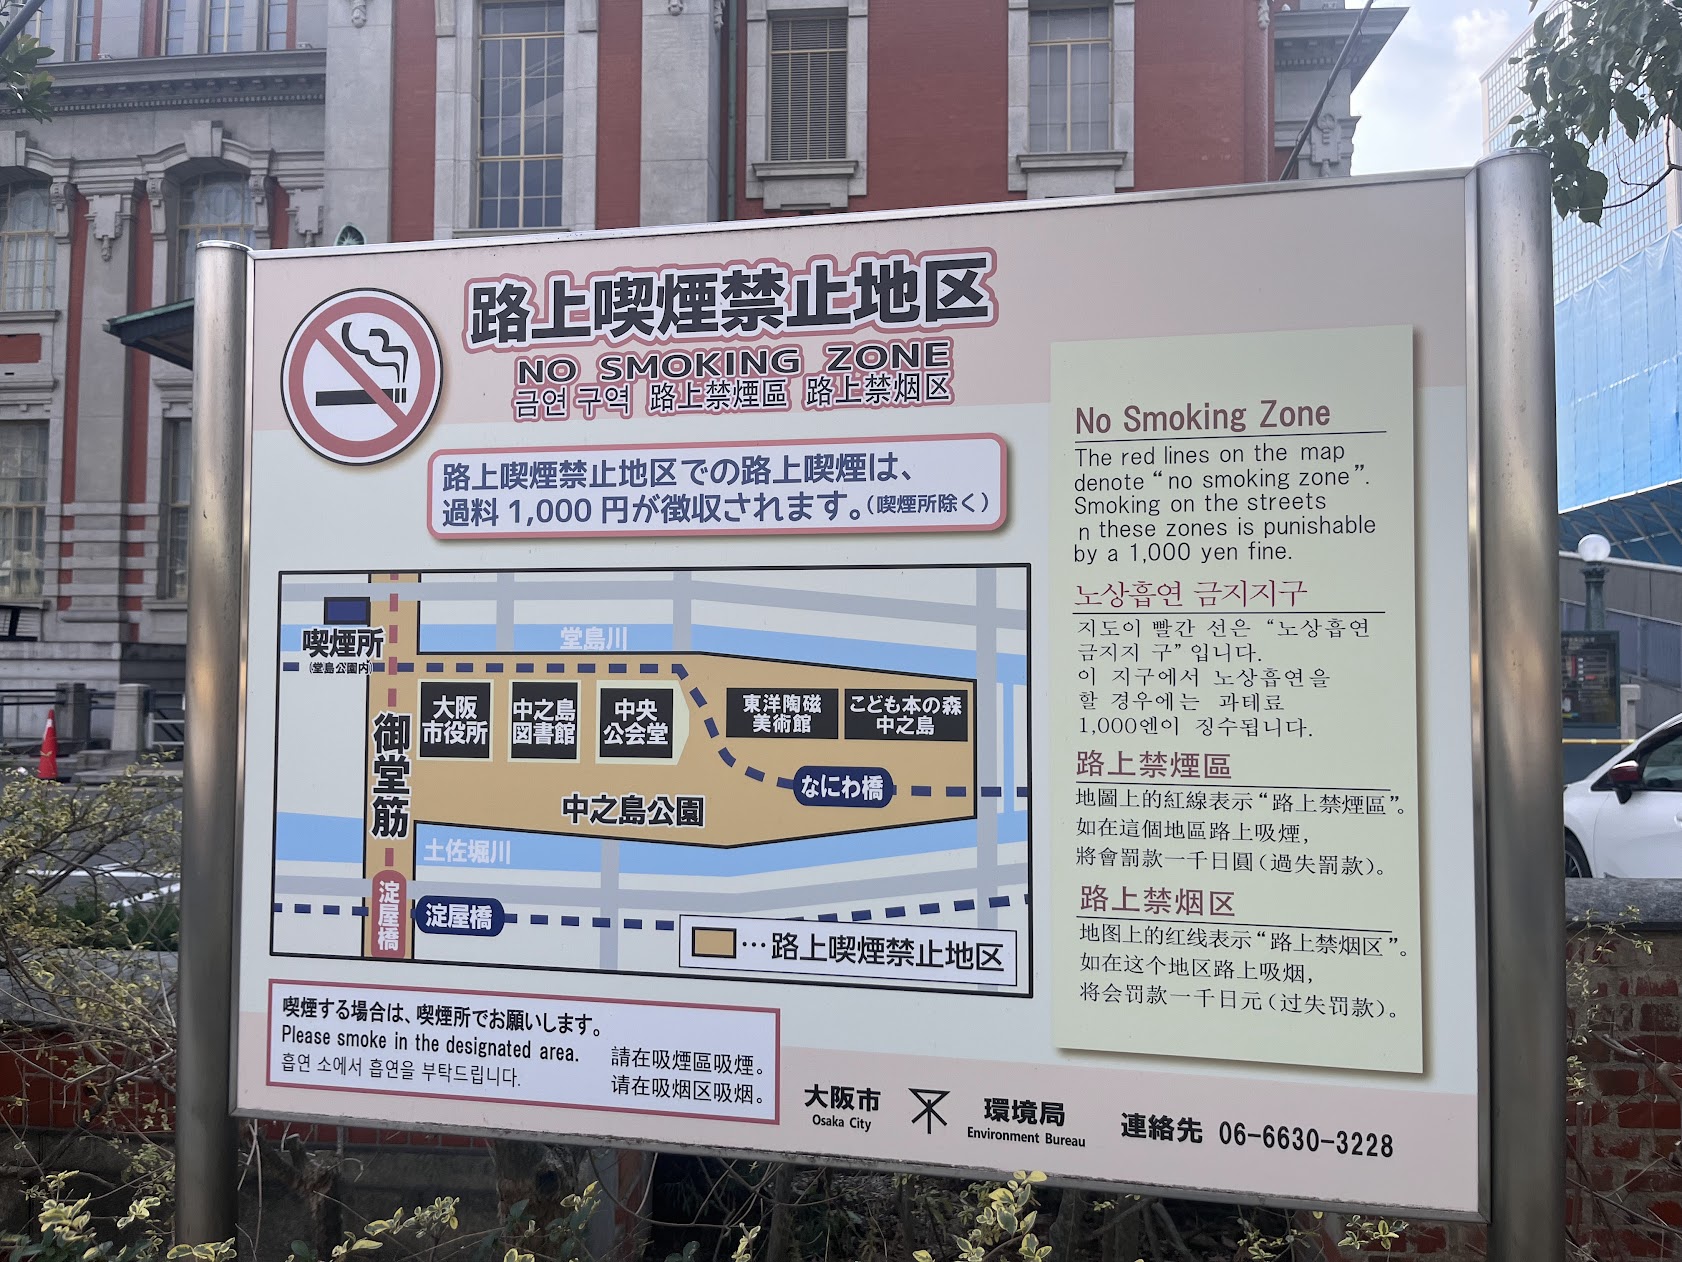 路上喫煙禁止地区
NO SMOKING ZONE
금연 구역 路上禁煙區 路上禁烟区
路上喫煙禁止地区での路上喫煙は、
過料 1,000 円が徴収されます。(喫煙所除く)
喫煙所
(堂島公園内)
堂島川
大阪
市役所
中之島
図書館
中央
公会堂
東洋陶磁
美術館
こども本の森
中之島
御堂筋
なにわ橋
中之島公園
土佐堀川
淀屋橋
淀屋橋
…路上喫煙禁止地区
喫煙する場合は、喫煙所でお願いします。
Please smoke in the designated area.
흡연 소에서 흡연을 부탁드립니다.
請在吸煙區吸煙。
请在吸烟区吸烟。
No Smoking Zone
The red lines on the map
denote “no smoking zone”.
Smoking on the streets
n these zones is punishable
by a 1,000 yen fine.
노상흡연 금지지구
지도이 빨간 선은 “노상흡연
금지지 구” 입니다.
이 지구에서 노상흡연을
할 경우에는 과태료
1,000엔이 징수됩니다.
路上禁煙區
地圖上的紅線表示“路上禁煙區”。
如在這個地區路上吸煙，
將會罰款一千日圓（過失罰款）。
路上禁烟区
地图上的红线表示“路上禁烟区”。
如在这个地区路上吸烟，
将会罚款一千日元（过失罚款）。
大阪市
Osaka City
環境局
Environment Bureau
連絡先 06-6630-3228